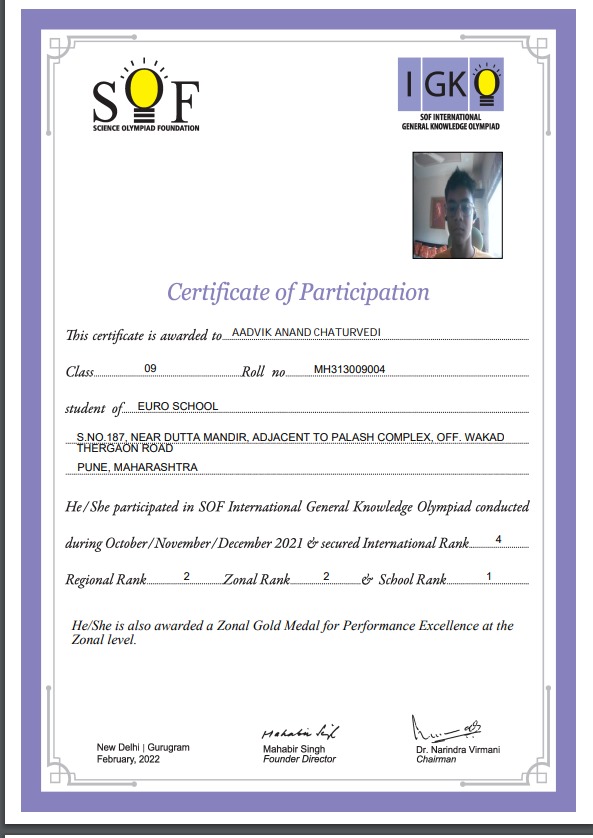 SOF
SCIENCE OLYMPIAD FOUNDATION
IGKO
SOF INTERNATIONAL
GENERAL KNOWLEDGE OLYMPIAD
Certificate of Participation
This certificate is awarded to AADVIK ANAND CHATURVEDI
Class 09 Roll no MH313009004
student of EURO SCHOOL
S.NO.187, NEAR DUTTA MANDIR, ADJACENT TO PALASH COMPLEX, OFF. WAKAD
THERGAON ROAD
PUNE, MAHARASHTRA
He/She participated in SOF International General Knowledge Olympiad conducted
during October/November/December 2021 & secured International Rank 4
Regional Rank 2 Zonal Rank 2 & School Rank 1
He/She is also awarded a Zonal Gold Medal for Performance Excellence at the
Zonal level.
New Delhi | Gurugram
February, 2022
Mahabir Singh
Mahabir Singh
Founder Director
Dr. Narindra Virmani
Chairman